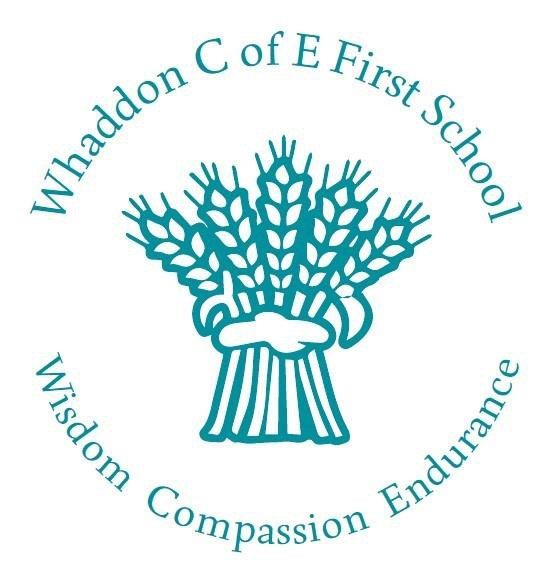 Whaddon C of E First School
Wisdom Compassion Endurance